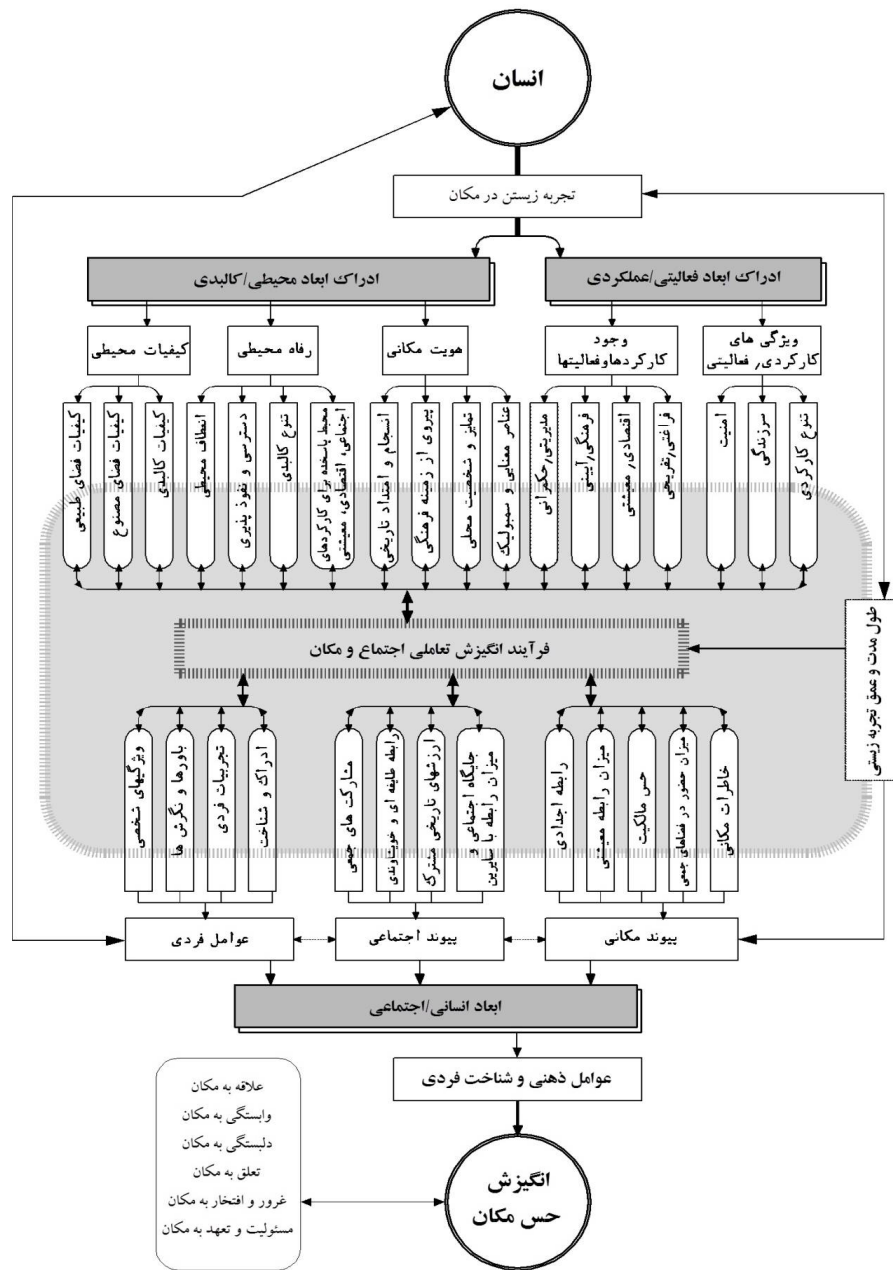 انسان
تجربه زیستن در مکان
ادراک ابعاد فعالیتی/عملکردی
ادراک ابعاد محیطی/کالبدی
ویژگی های
کارکردی٫ فعالیتی
وجود
کارکردهاوفعالیتها
هویت مکانی
رفاه محیطی
کیفیات محیطی
تنوع کارکردی
سرزندگی
امنیت
فراغتی٫تفریحی
اقتصادی٫ معیشتی
فرهنگی٫آیینی
مدیریتی٫حکمرانی
عناصر معنایی و سمبولیک
تمایز و شخصیت محلی
پیروی از زمینه فرهنگی
انسجام و امتداد تاریخی
محیط پاسخده برای کارکردهای
اجتماعی، اقتصادی، معیشتی
تنوع کالبدی
دسترسی و نفوذ پذیری
انعطاف محیطی
کیفیات کالبدی
کیفیات فضای مصنوع
کیفیات فضای طبیعی
طول مدت و عمق تجربه زیستی
فرآیند انگیزش تعاملی اجتماع و مکان
خاطرات مکانی
میزان حضور در فضاهای جمعی
حس مالکیت
میزان رابطه معیشتی
رابطه اجدادی
جایگاه اجتماعی و
میزان رابطه با سایرین
ارزشهای تاریخی مشترک
رابطه طایفه ای و خویشاوندی
مشارکت های جمعی
ادراک و شناخت
تجربیات فردی
باورها و نگرش ها
ویژگیهای شخصی
پیوند مکانی
پیوند اجتماعی
عوامل فردی
ابعاد انسانی/اجتماعی
عوامل ذهنی و شناخت فردی
انگیزش
حس مکان
علاقه به مکان
وابستگی به مکان
دلبستگی به مکان
تعلق به مکان
غرور و افتخار به مکان
مسئولیت و تعهد به مکان